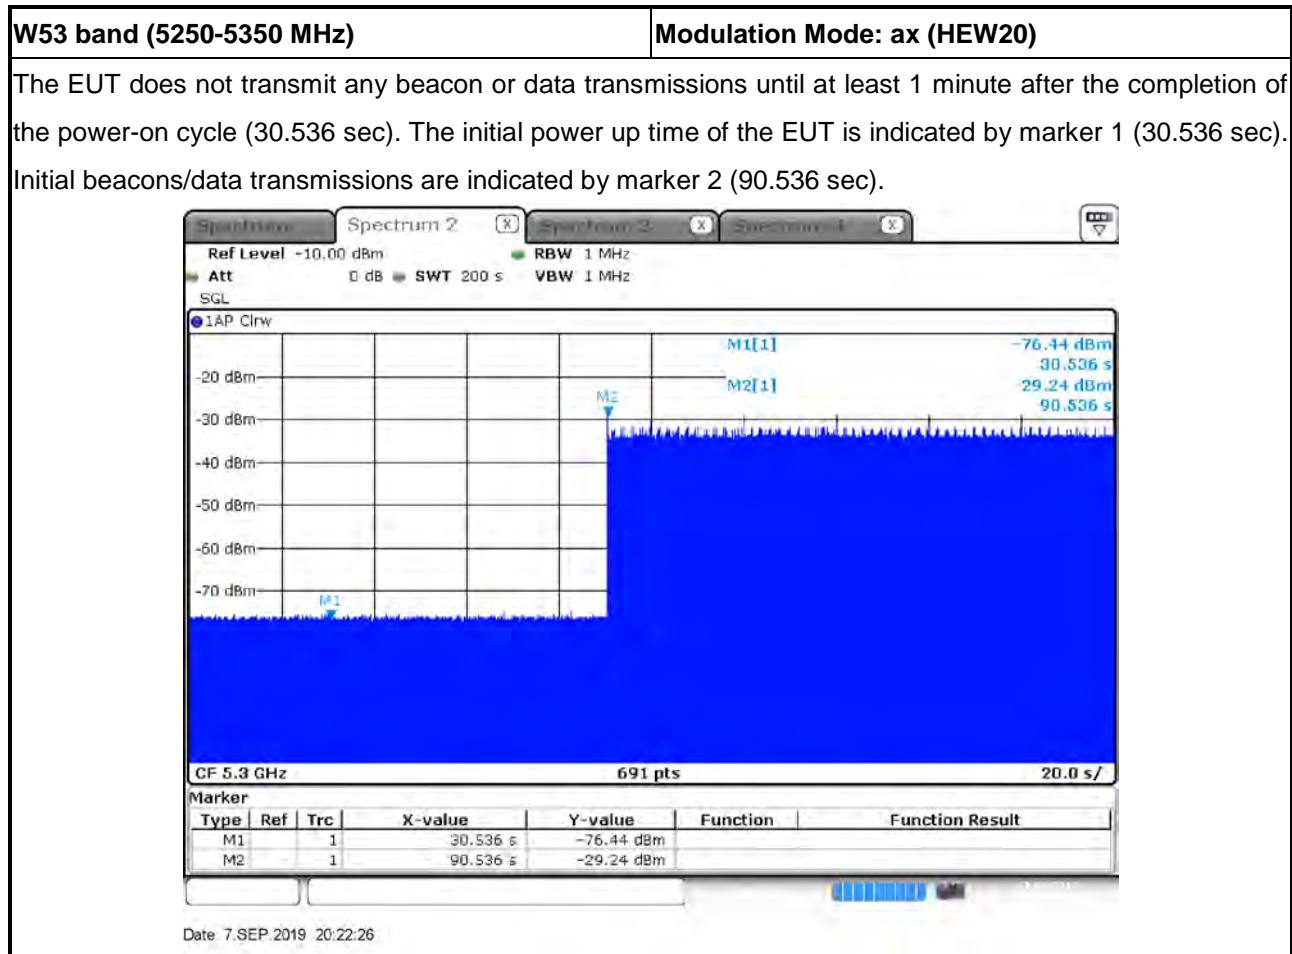 W53 band (5250-5350 MHz) Modulation Mode: ax (HEW20)
The EUT does not transmit any beacon or data transmissions until at least 1 minute after the completion of
the power-on cycle (30.536 sec). The initial power up time of the EUT is indicated by marker 1 (30.536 sec).
Initial beacons/data transmissions are indicated by marker 2 (90.536 sec).
Spectrum Spectrum 2 X Spectrum 3 X Spectrum 4 X
Ref Level -10.00 dBm RBW 1 MHz
Att 0 dB SWT 200 s VBW 1 MHz
SGL
1AP Clrw
M1[1] -76.44 dBm
30.536 s
-20 dBm
M2[1] 29.24 dBm
90.536 s
M2
-30 dBm
-40 dBm
-50 dBm
-60 dBm
-70 dBm
M1
CF 5.3 GHz 691 pts 20.0 s/
Marker
Type Ref Trc X-value Y-value Function Function Result
M1 1 30.536 s -76.44 dBm
M2 1 90.536 s -29.24 dBm
Date 7.SEP.2019 20:22:26